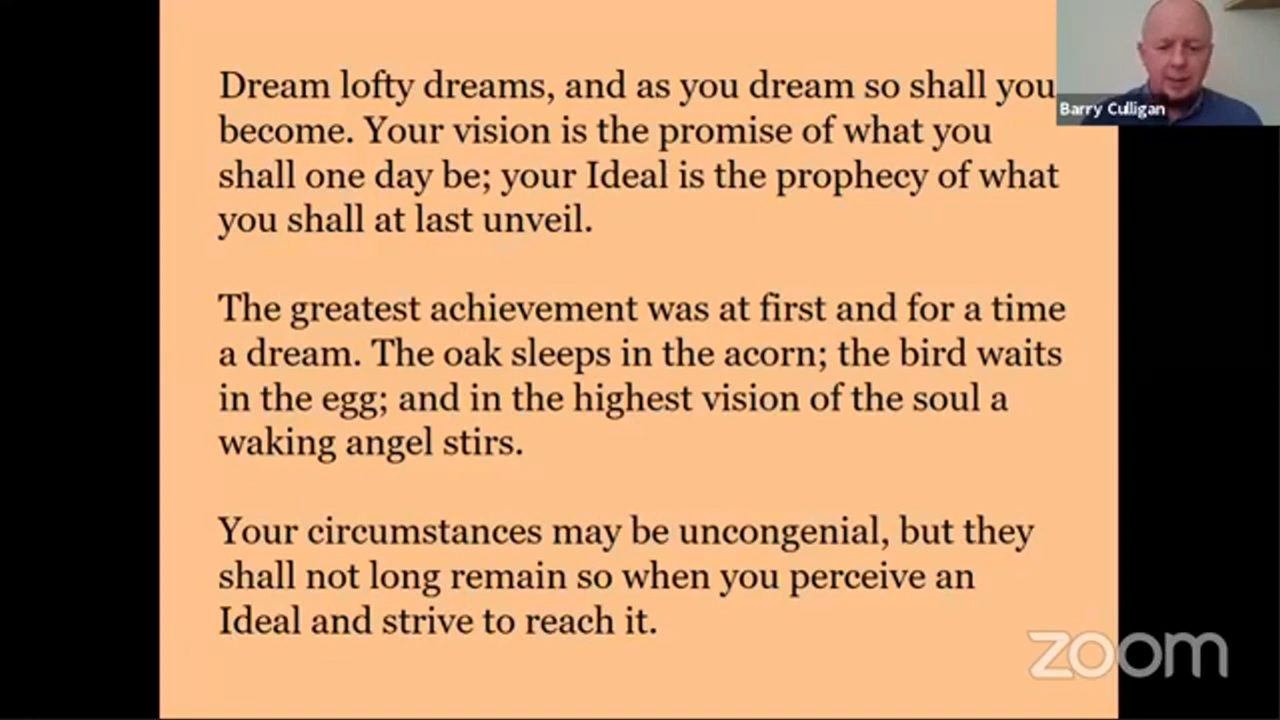 Dream lofty dreams, and as you dream so shall you
become. Your vision is the promise of what you
shall one day be; your Ideal is the prophecy of what
you shall at last unveil.
The greatest achievement was at first and for a time
a dream. The oak sleeps in the acorn; the bird waits
in the egg; and in the highest vision of the soul a
waking angel stirs.
Your circumstances may be uncongenial, but they
shall not long remain so when you perceive an
Ideal and strive to reach it.
Barry Culligan
zoom